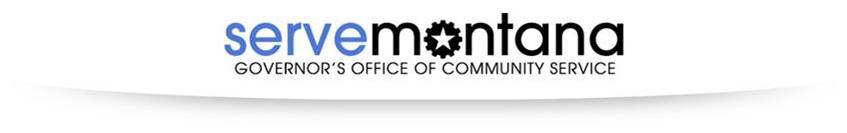 servemontana
GOVERNOR'S OFFICE OF COMMUNITY SERVICE